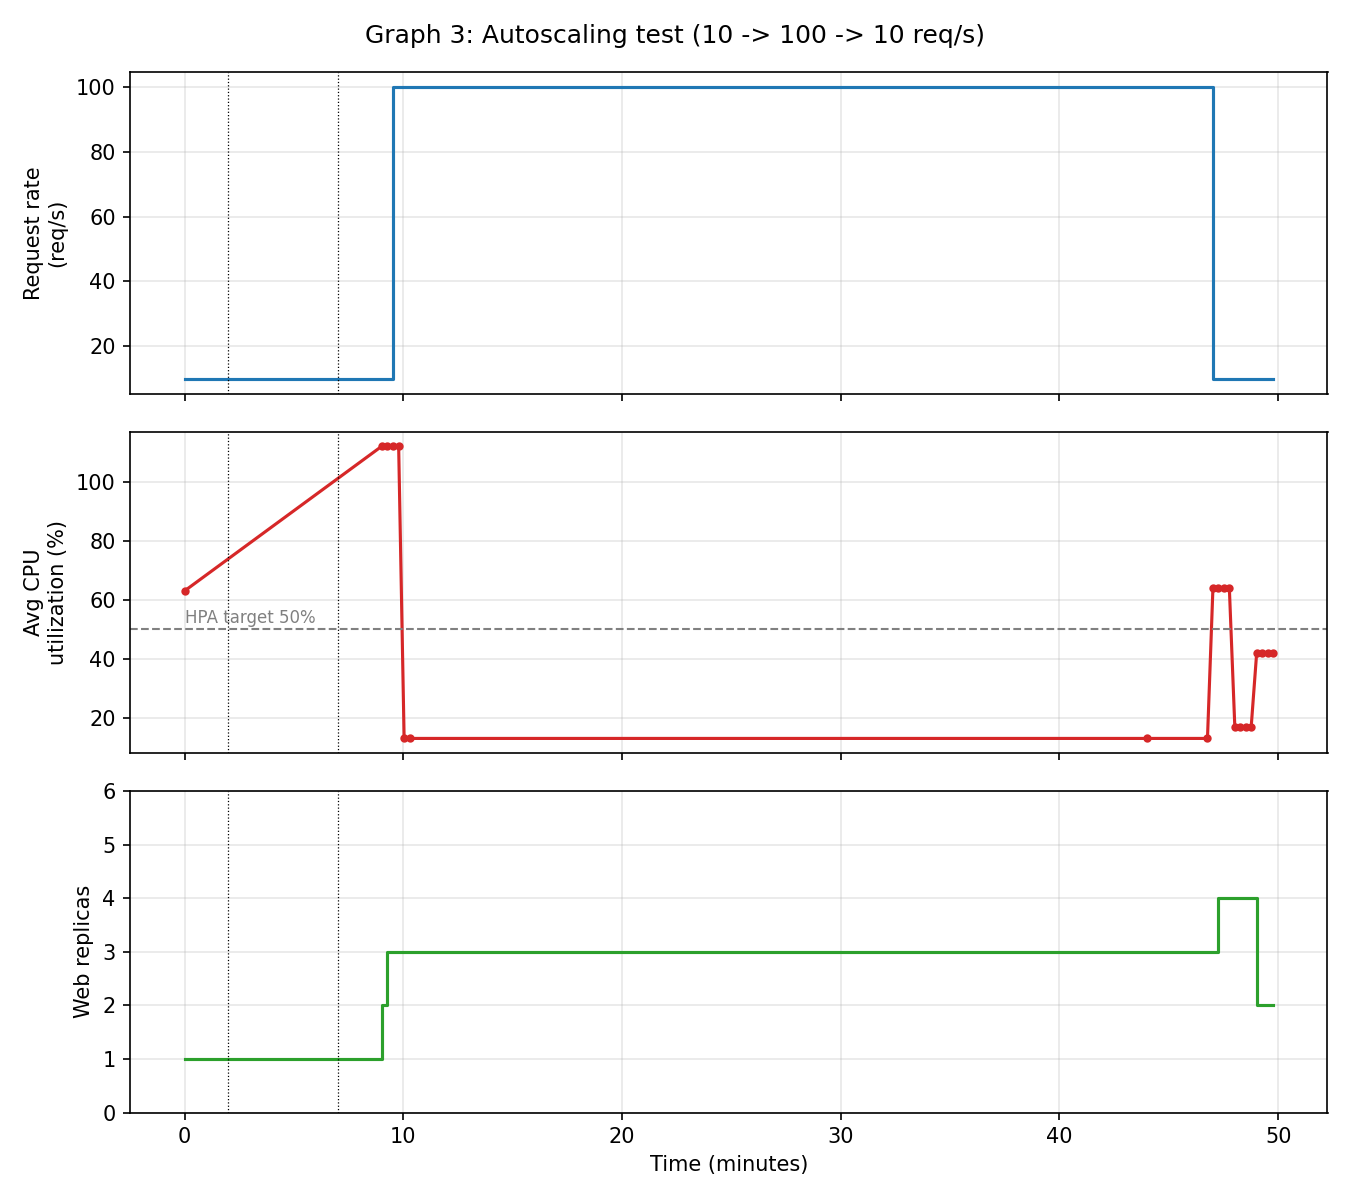 Graph 3: Autoscaling test (10 -> 100 -> 10 req/s)
100
80
60
40
20
Request rate
(req/s)
100
80
60
40
20
Avg CPU
utilization (%)
HPA target 50%
6
5
4
3
2
1
0
Web replicas
0 10 20 30 40 50
Time (minutes)